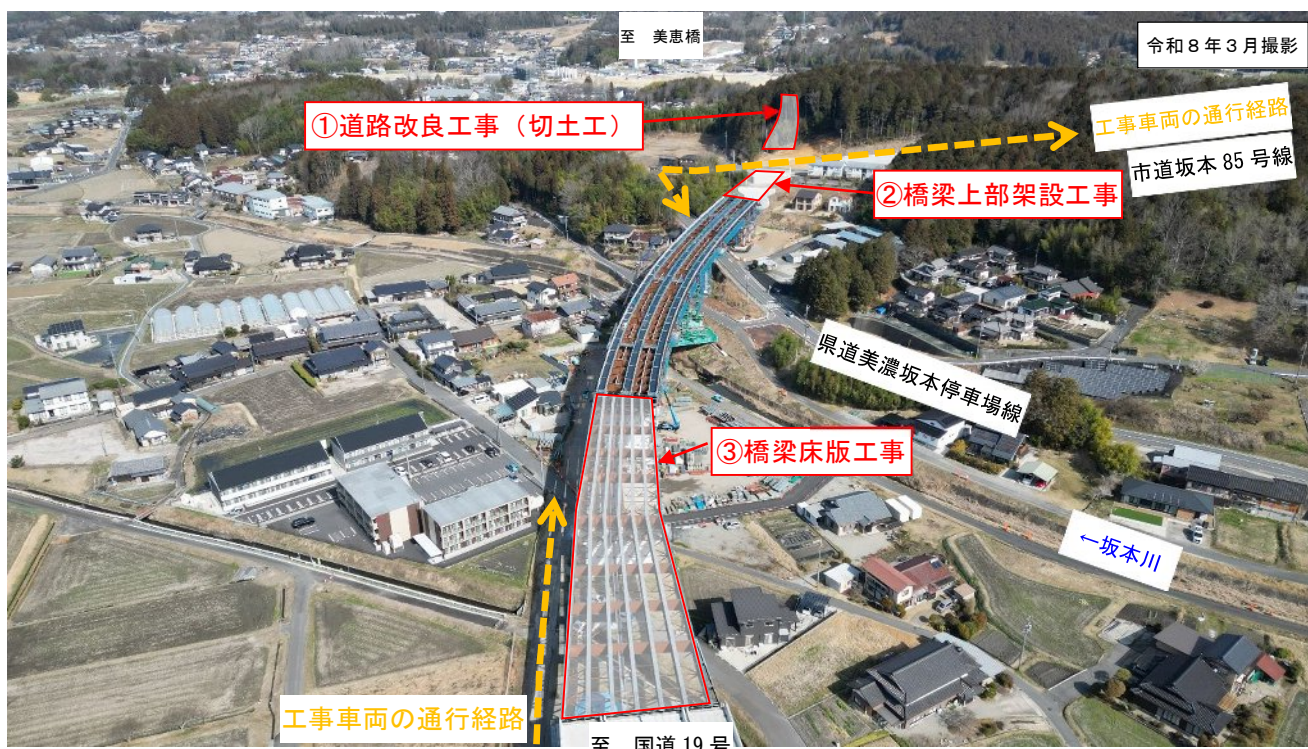 至　美恵橋
令和８年３月撮影
①道路改良工事（切土工）
工事車両の通行経路
市道坂本85号線
②橋梁上部架設工事
県道美濃坂本停車場線
③橋梁床版工事
←坂本川
工事車両の通行経路
至　国道19号